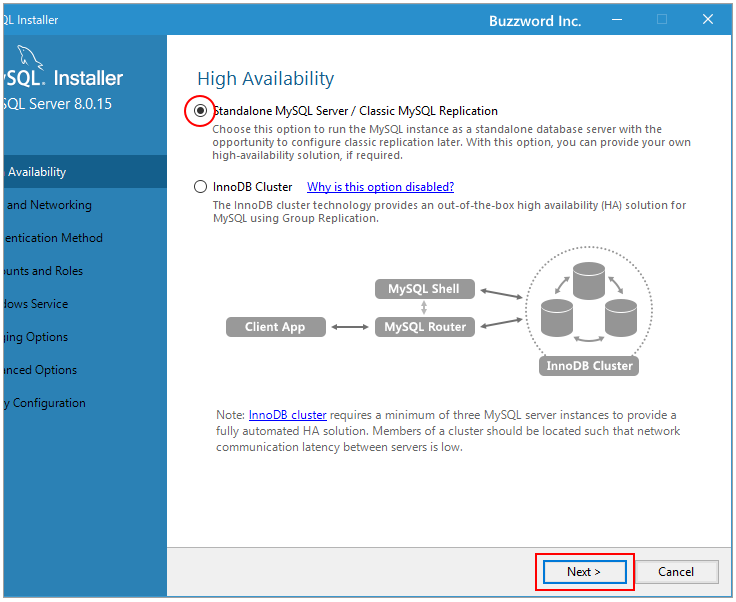 QL Installer
Buzzword Inc.
ySQL. Installer
SQL Server 8.0.15
Availability
and Networking
entication Method
ounts and Roles
dows Service
ging Options
anced Options
y Configuration
High Availability
Standalone MySQL Server / Classic MySQL Replication
Choose this option to run the MySQL instance as a standalone database server with the
opportunity to configure classic replication later. With this option, you can provide your own
high-availability solution, if required.
InnoDB Cluster Why is this option disabled?
The InnoDB cluster technology provides an out-of-the-box high availability (HA) solution for
MySQL using Group Replication.
MySQL Shell
Client App
MySQL Router
InnoDB Cluster
Note: InnoDB cluster requires a minimum of three MySQL server instances to provide a
fully automated HA solution. Members of a cluster should be located such that network
communication latency between servers is low.
Next >
Cancel